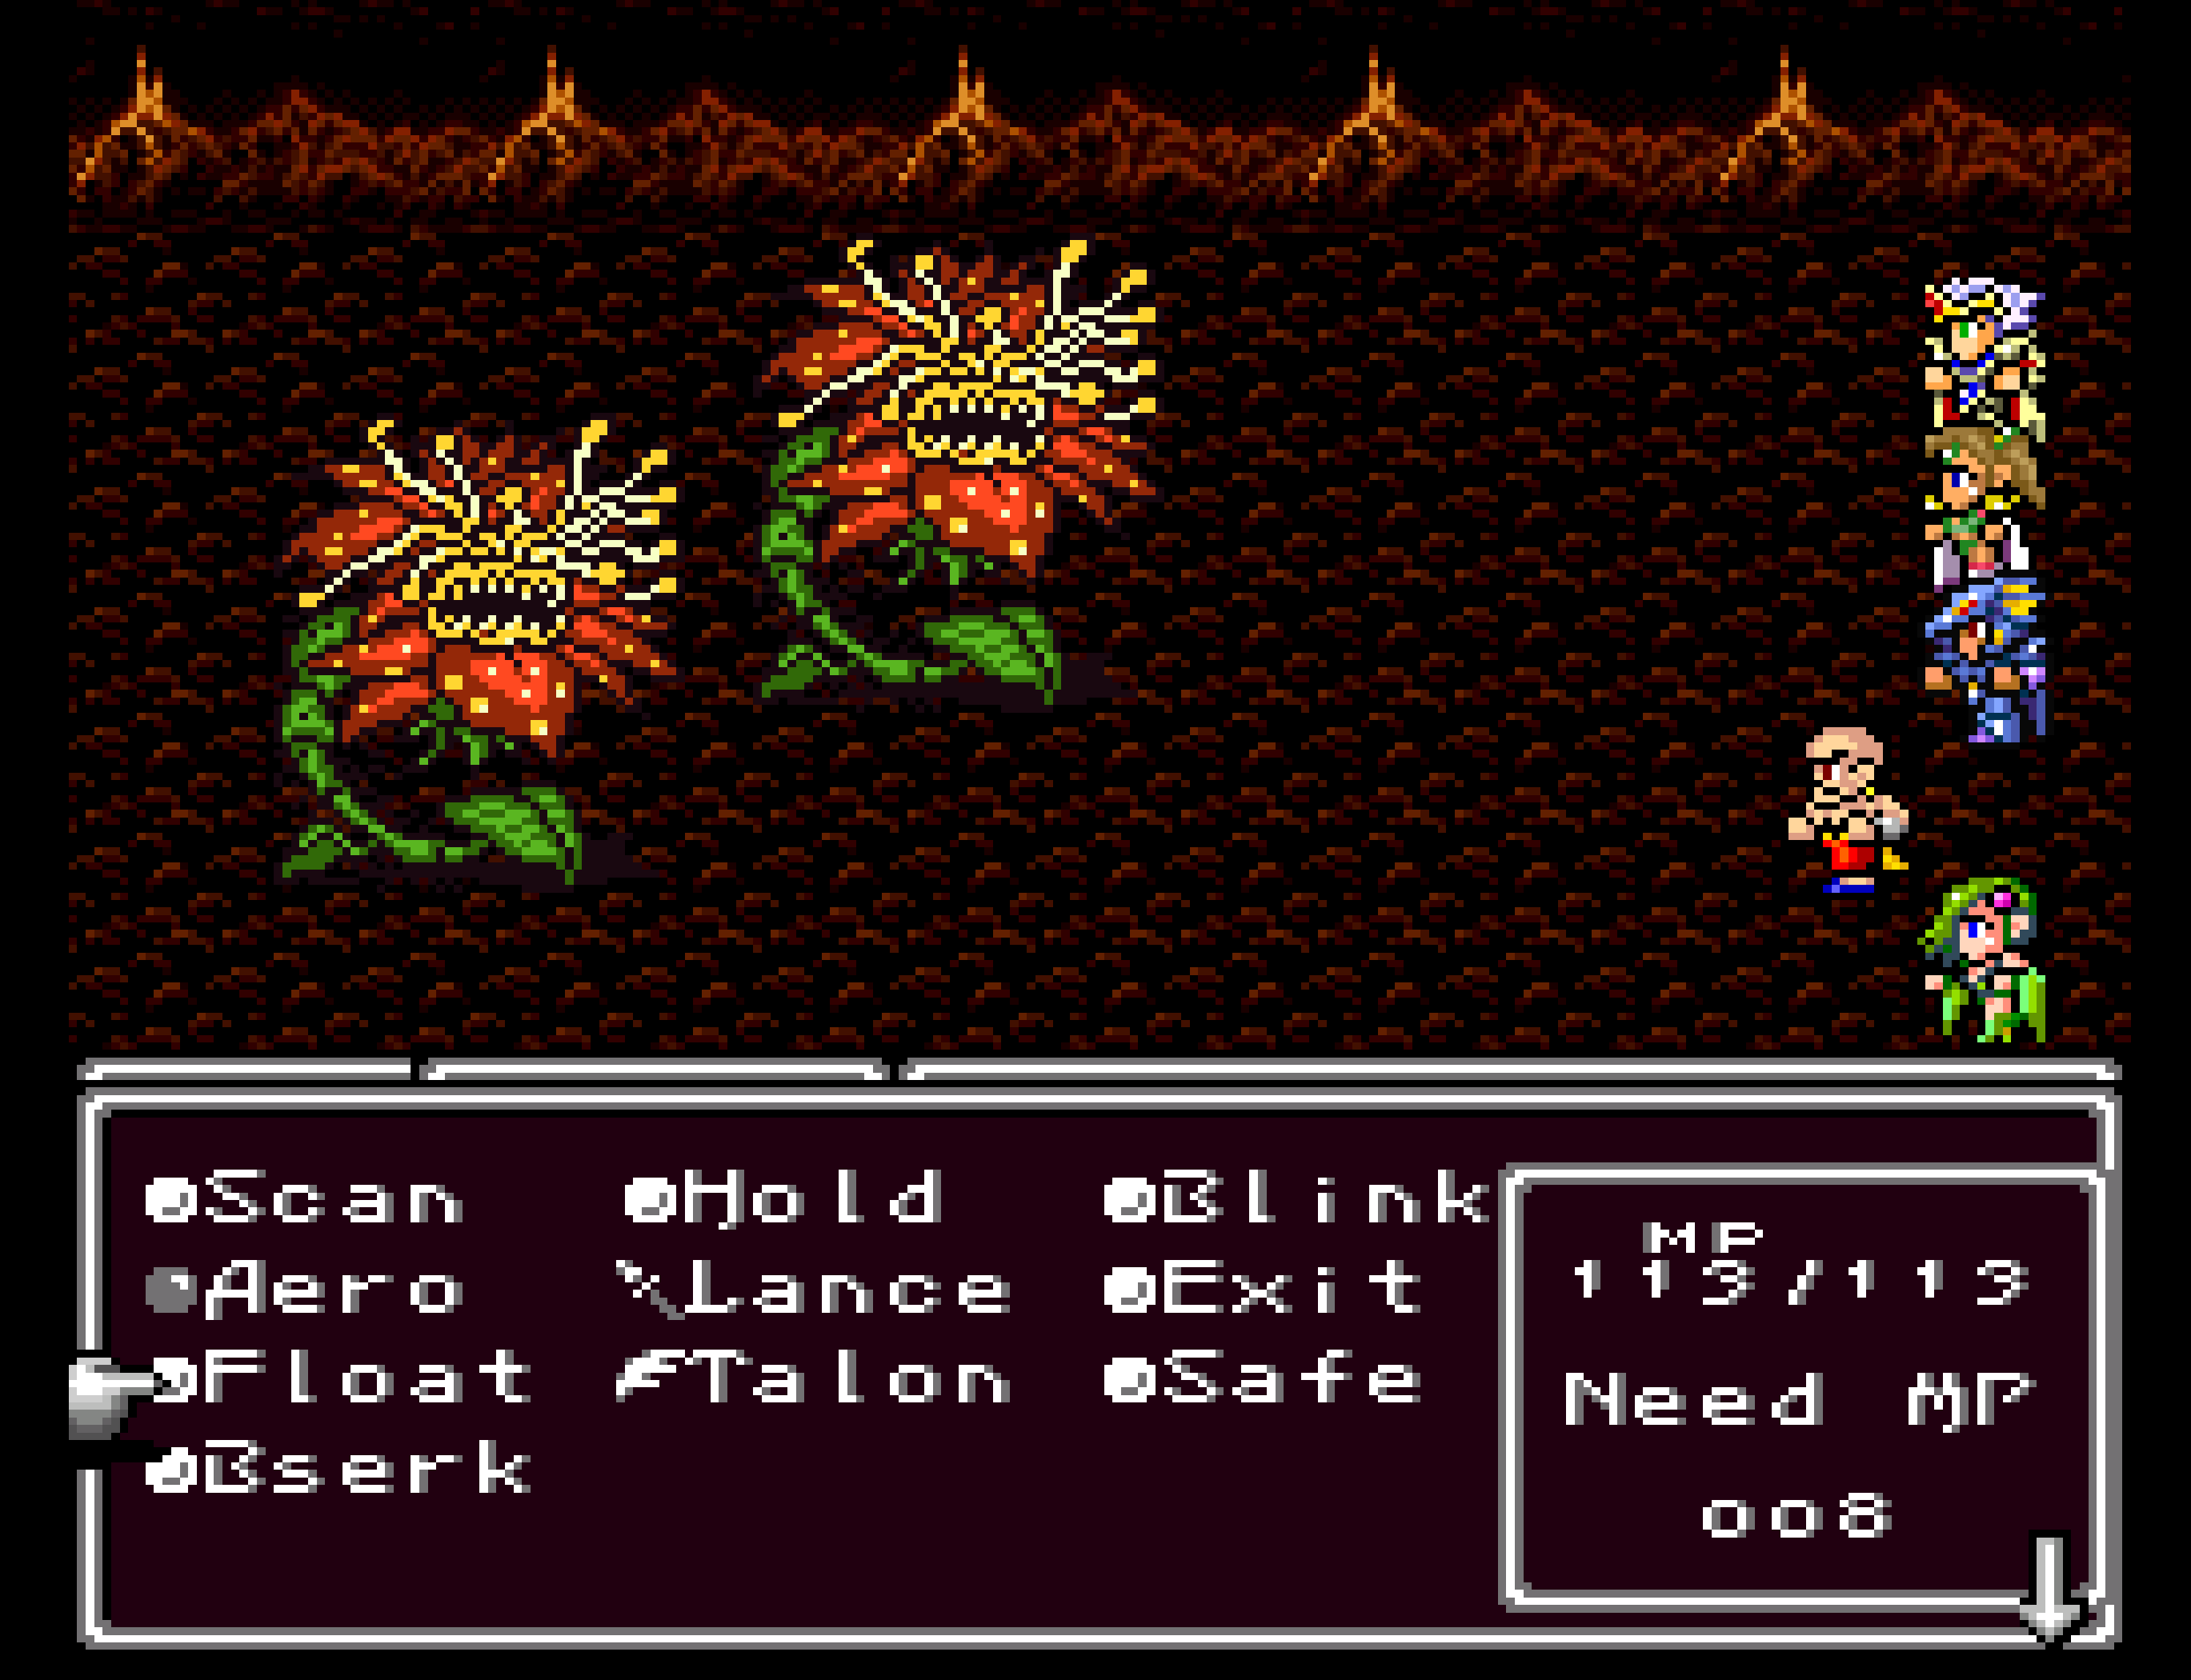 Scan Hold Blink
Aero Lance Exit
Float Talon Safe
Bserk
MP
113/113
Need MP
008